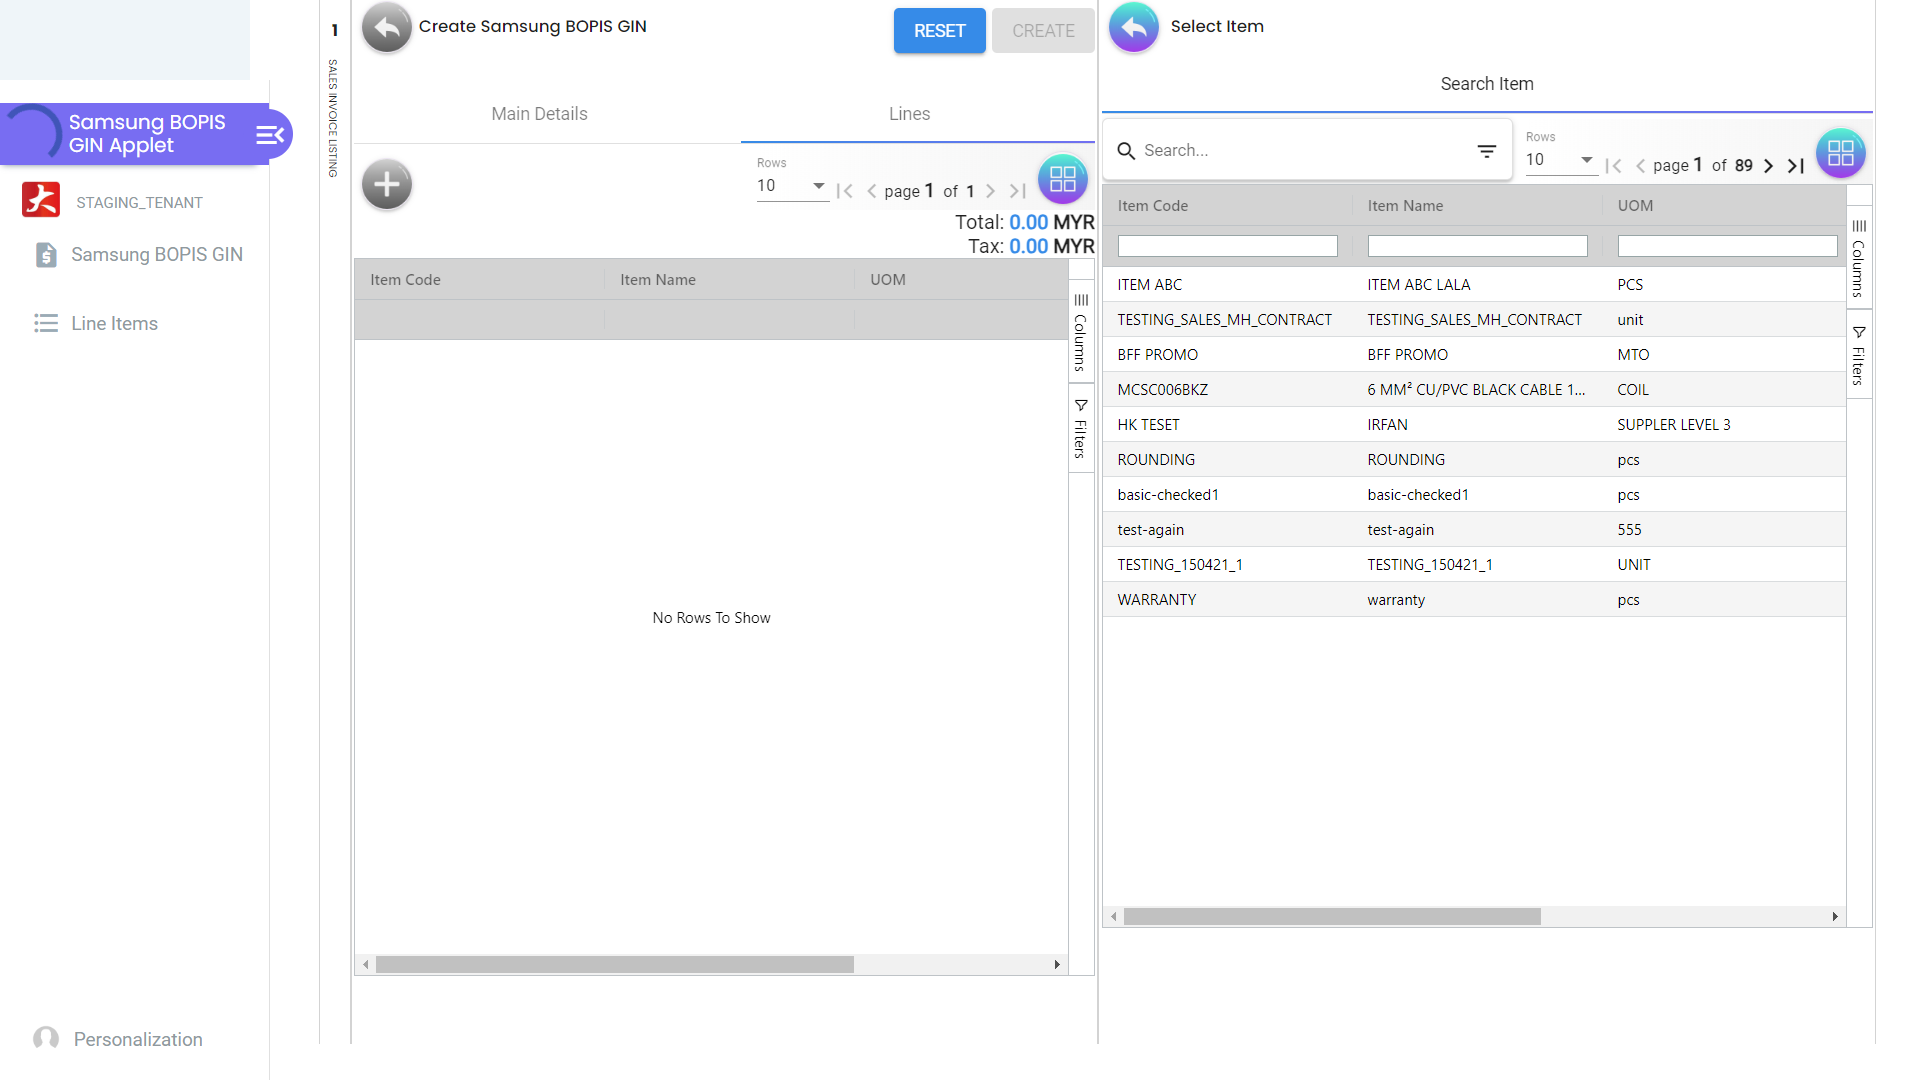 Samsung BOPIS
GIN Applet
STAGING_TENANT
Samsung BOPIS GIN
Line Items
Personalization
1
SALES INVOICE LISTING
Create Samsung BOPIS GIN
RESET
CREATE
Main Details
Lines
Rows
10
page 1 of 1
Total: 0.00 MYR
Tax: 0.00 MYR
Item Code Item Name UOM
Columns
Filters
No Rows To Show
Select Item
Search Item
Search...
Rows
10
page 1 of 89
Item Code Item Name UOM
ITEM ABC ITEM ABC LALA PCS
TESTING_SALES_MH_CONTRACT TESTING_SALES_MH_CONTRACT unit
BFF PROMO BFF PROMO MTO
MCSC006BKZ 6 MM² CU/PVC BLACK CABLE 1... COIL
HK TESET IRFAN SUPPLER LEVEL 3
ROUNDING ROUNDING pcs
basic-checked1 basic-checked1 pcs
test-again test-again 555
TESTING_150421_1 TESTING_150421_1 UNIT
WARRANTY warranty pcs
Columns
Filters